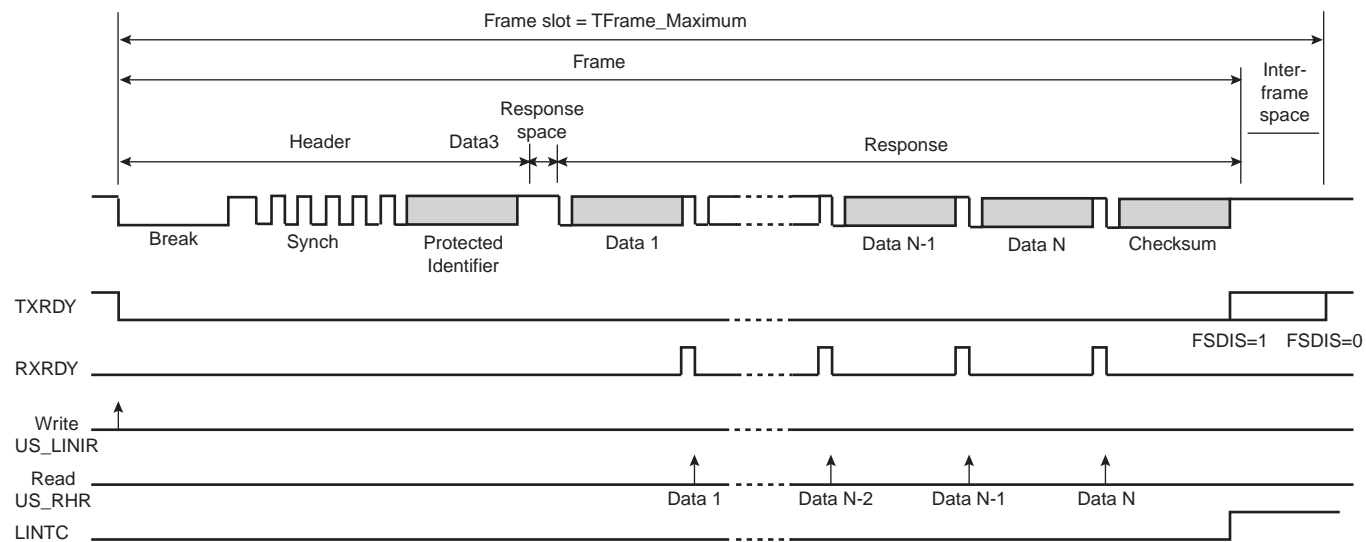 Frame slot = TFrame_Maximum
Frame
Inter-
frame
space
Response
space
Header
Data3
Response
Break
Synch
Protected
Identifier
Data 1
Data N-1
Data N
Checksum
TXRDY
FSDIS=1
FSDIS=0
RXRDY
Write
US_LINIR
Read
US_RHR
Data 1
Data N-2
Data N-1
Data N
LINTC